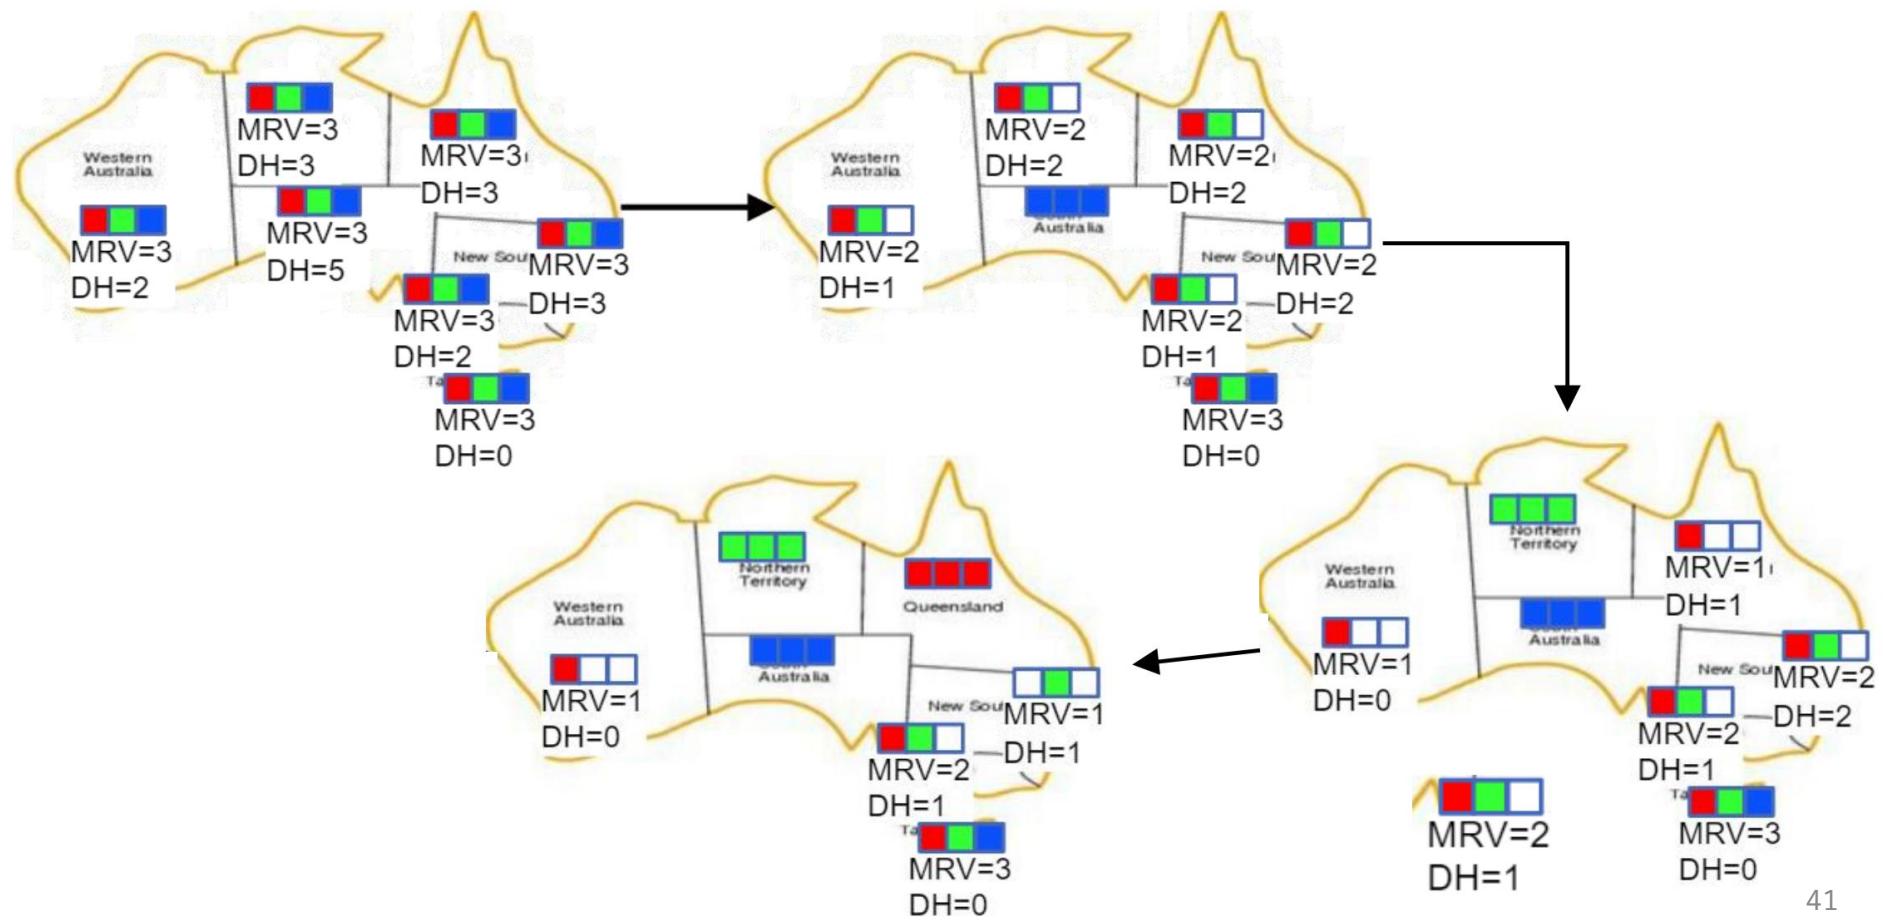 MRV=3
DH=3
MRV=3
DH=3
Western
Australia
MRV=3
DH=2
MRV=3
DH=5
New Sou
MRV=3
DH=3
MRV=3
DH=2
Ta
MRV=3
DH=0
MRV=2
DH=2
MRV=2
DH=2
Western
Australia
MRV=2
DH=1
Australia
New Sou
MRV=2
DH=2
MRV=2
DH=1
Ta
MRV=3
DH=0
Northern
Territory
MRV=1
DH=1
Western
Australia
MRV=1
DH=0
Australia
New Sou
MRV=2
DH=2
MRV=2
DH=1
Ta
MRV=3
DH=0
MRV=2
DH=1
Northern
Territory
Queensland
Western
Australia
MRV=1
DH=0
Australia
New Sou
MRV=1
DH=1
MRV=2
DH=1
Ta
MRV=3
DH=0
41